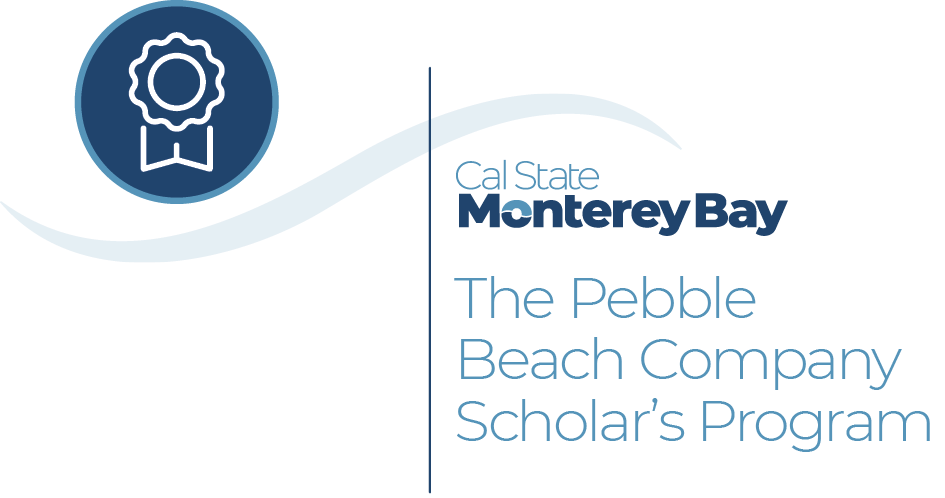 Cal State
Monterey Bay
The Pebble
Beach Company
Scholar’s Program